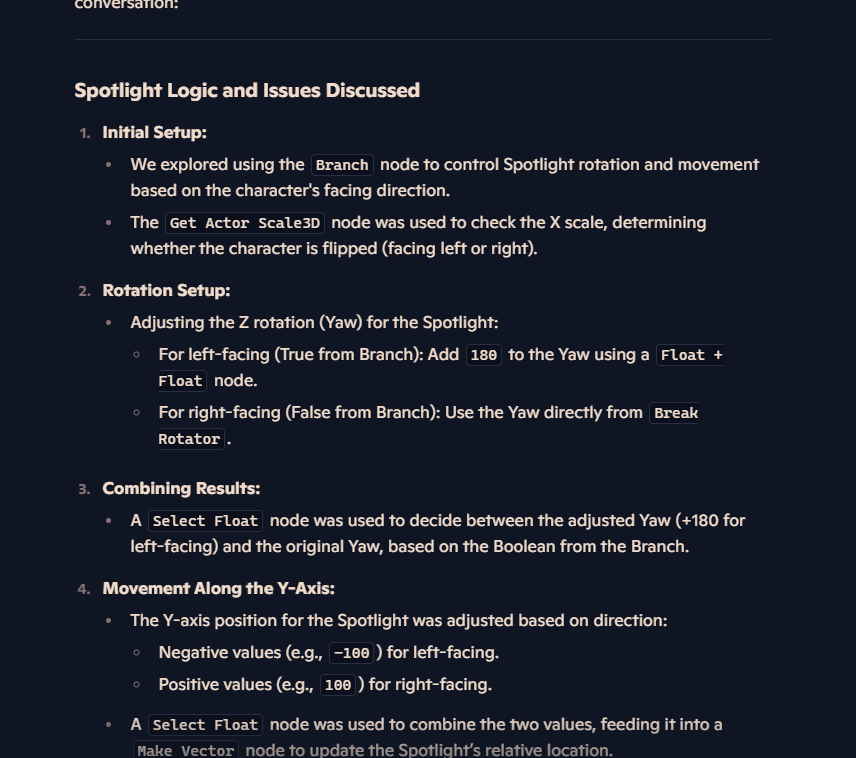 conversation:
Spotlight Logic and Issues Discussed
1. Initial Setup:
• We explored using the Branch node to control Spotlight rotation and movement
based on the character's facing direction.
• The Get Actor Scale3D node was used to check the X scale, determining
whether the character is flipped (facing left or right).
2. Rotation Setup:
• Adjusting the Z rotation (Yaw) for the Spotlight:
◦ For left-facing (True from Branch): Add 180 to the Yaw using a Float +
Float node.
◦ For right-facing (False from Branch): Use the Yaw directly from Break
Rotator.
3. Combining Results:
• A Select Float node was used to decide between the adjusted Yaw (+180 for
left-facing) and the original Yaw, based on the Boolean from the Branch.
4. Movement Along the Y-Axis:
• The Y-axis position for the Spotlight was adjusted based on direction:
◦ Negative values (e.g., -100) for left-facing.
◦ Positive values (e.g., 100) for right-facing.
• A Select Float node was used to combine the two values, feeding it into a
Make Vector node to update the Spotlight's relative location.